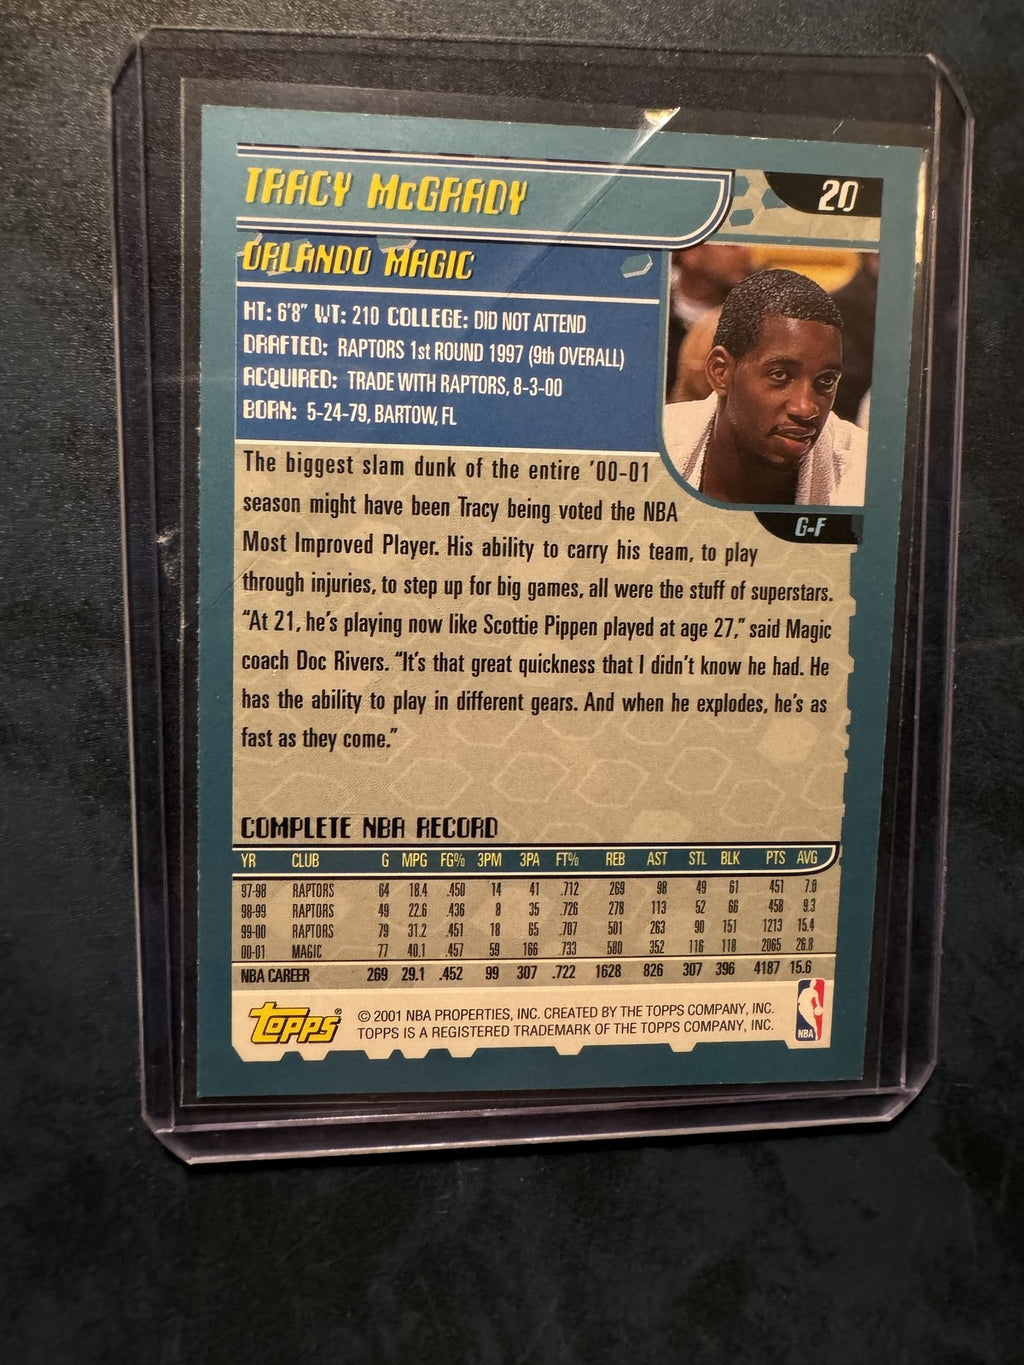 TRACY McGRADY
20
ORLANDO MAGIC
HT: 6'8" WT: 210 COLLEGE: DID NOT ATTEND
DRAFTED: RAPTORS 1st ROUND 1997 (9th OVERALL)
ACQUIRED: TRADE WITH RAPTORS, 8-3-00
BORN: 5-24-79, BARTOW, FL
G-F
The biggest slam dunk of the entire '00-01
season might have been Tracy being voted the NBA
Most Improved Player. His ability to carry his team, to play
through injuries, to step up for big games, all were the stuff of superstars.
"At 21, he's playing now like Scottie Pippen played at age 27," said Magic
coach Doc Rivers. "It's that great quickness that I didn't know he had. He
has the ability to play in different gears. And when he explodes, he's as
fast as they come."
COMPLETE NBA RECORD
YR CLUB G MPG FG% 3PM 3PA FT% REB AST STL BLK PTS AVG
97-98 RAPTORS 64 18.4 .450 14 41 .712 269 98 49 61 451 7.0
98-99 RAPTORS 49 22.6 .436 8 35 .726 278 113 52 66 458 9.3
99-00 RAPTORS 79 31.2 .451 18 65 .707 501 263 90 151 1213 15.4
00-01 MAGIC 77 40.1 .457 59 166 .733 580 352 116 118 2065 26.8
NBA CAREER 269 29.1 .452 99 307 .722 1628 826 307 396 4187 15.6
Topps
© 2001 NBA PROPERTIES, INC. CREATED BY THE TOPPS COMPANY, INC.
TOPPS IS A REGISTERED TRADEMARK OF THE TOPPS COMPANY, INC.
NBA